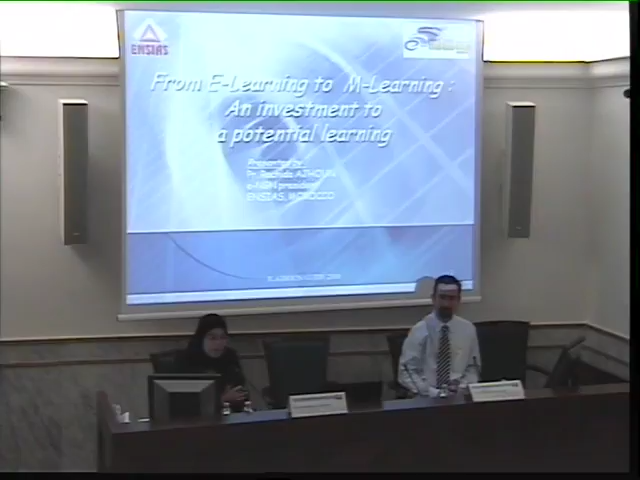 ENSIAS
From E-Learning to M-Learning :
An investment to
a potential learning
Presented by
Pr. Rachida AJHOUN
e-NGN president
ENSIAS, MOROCCO